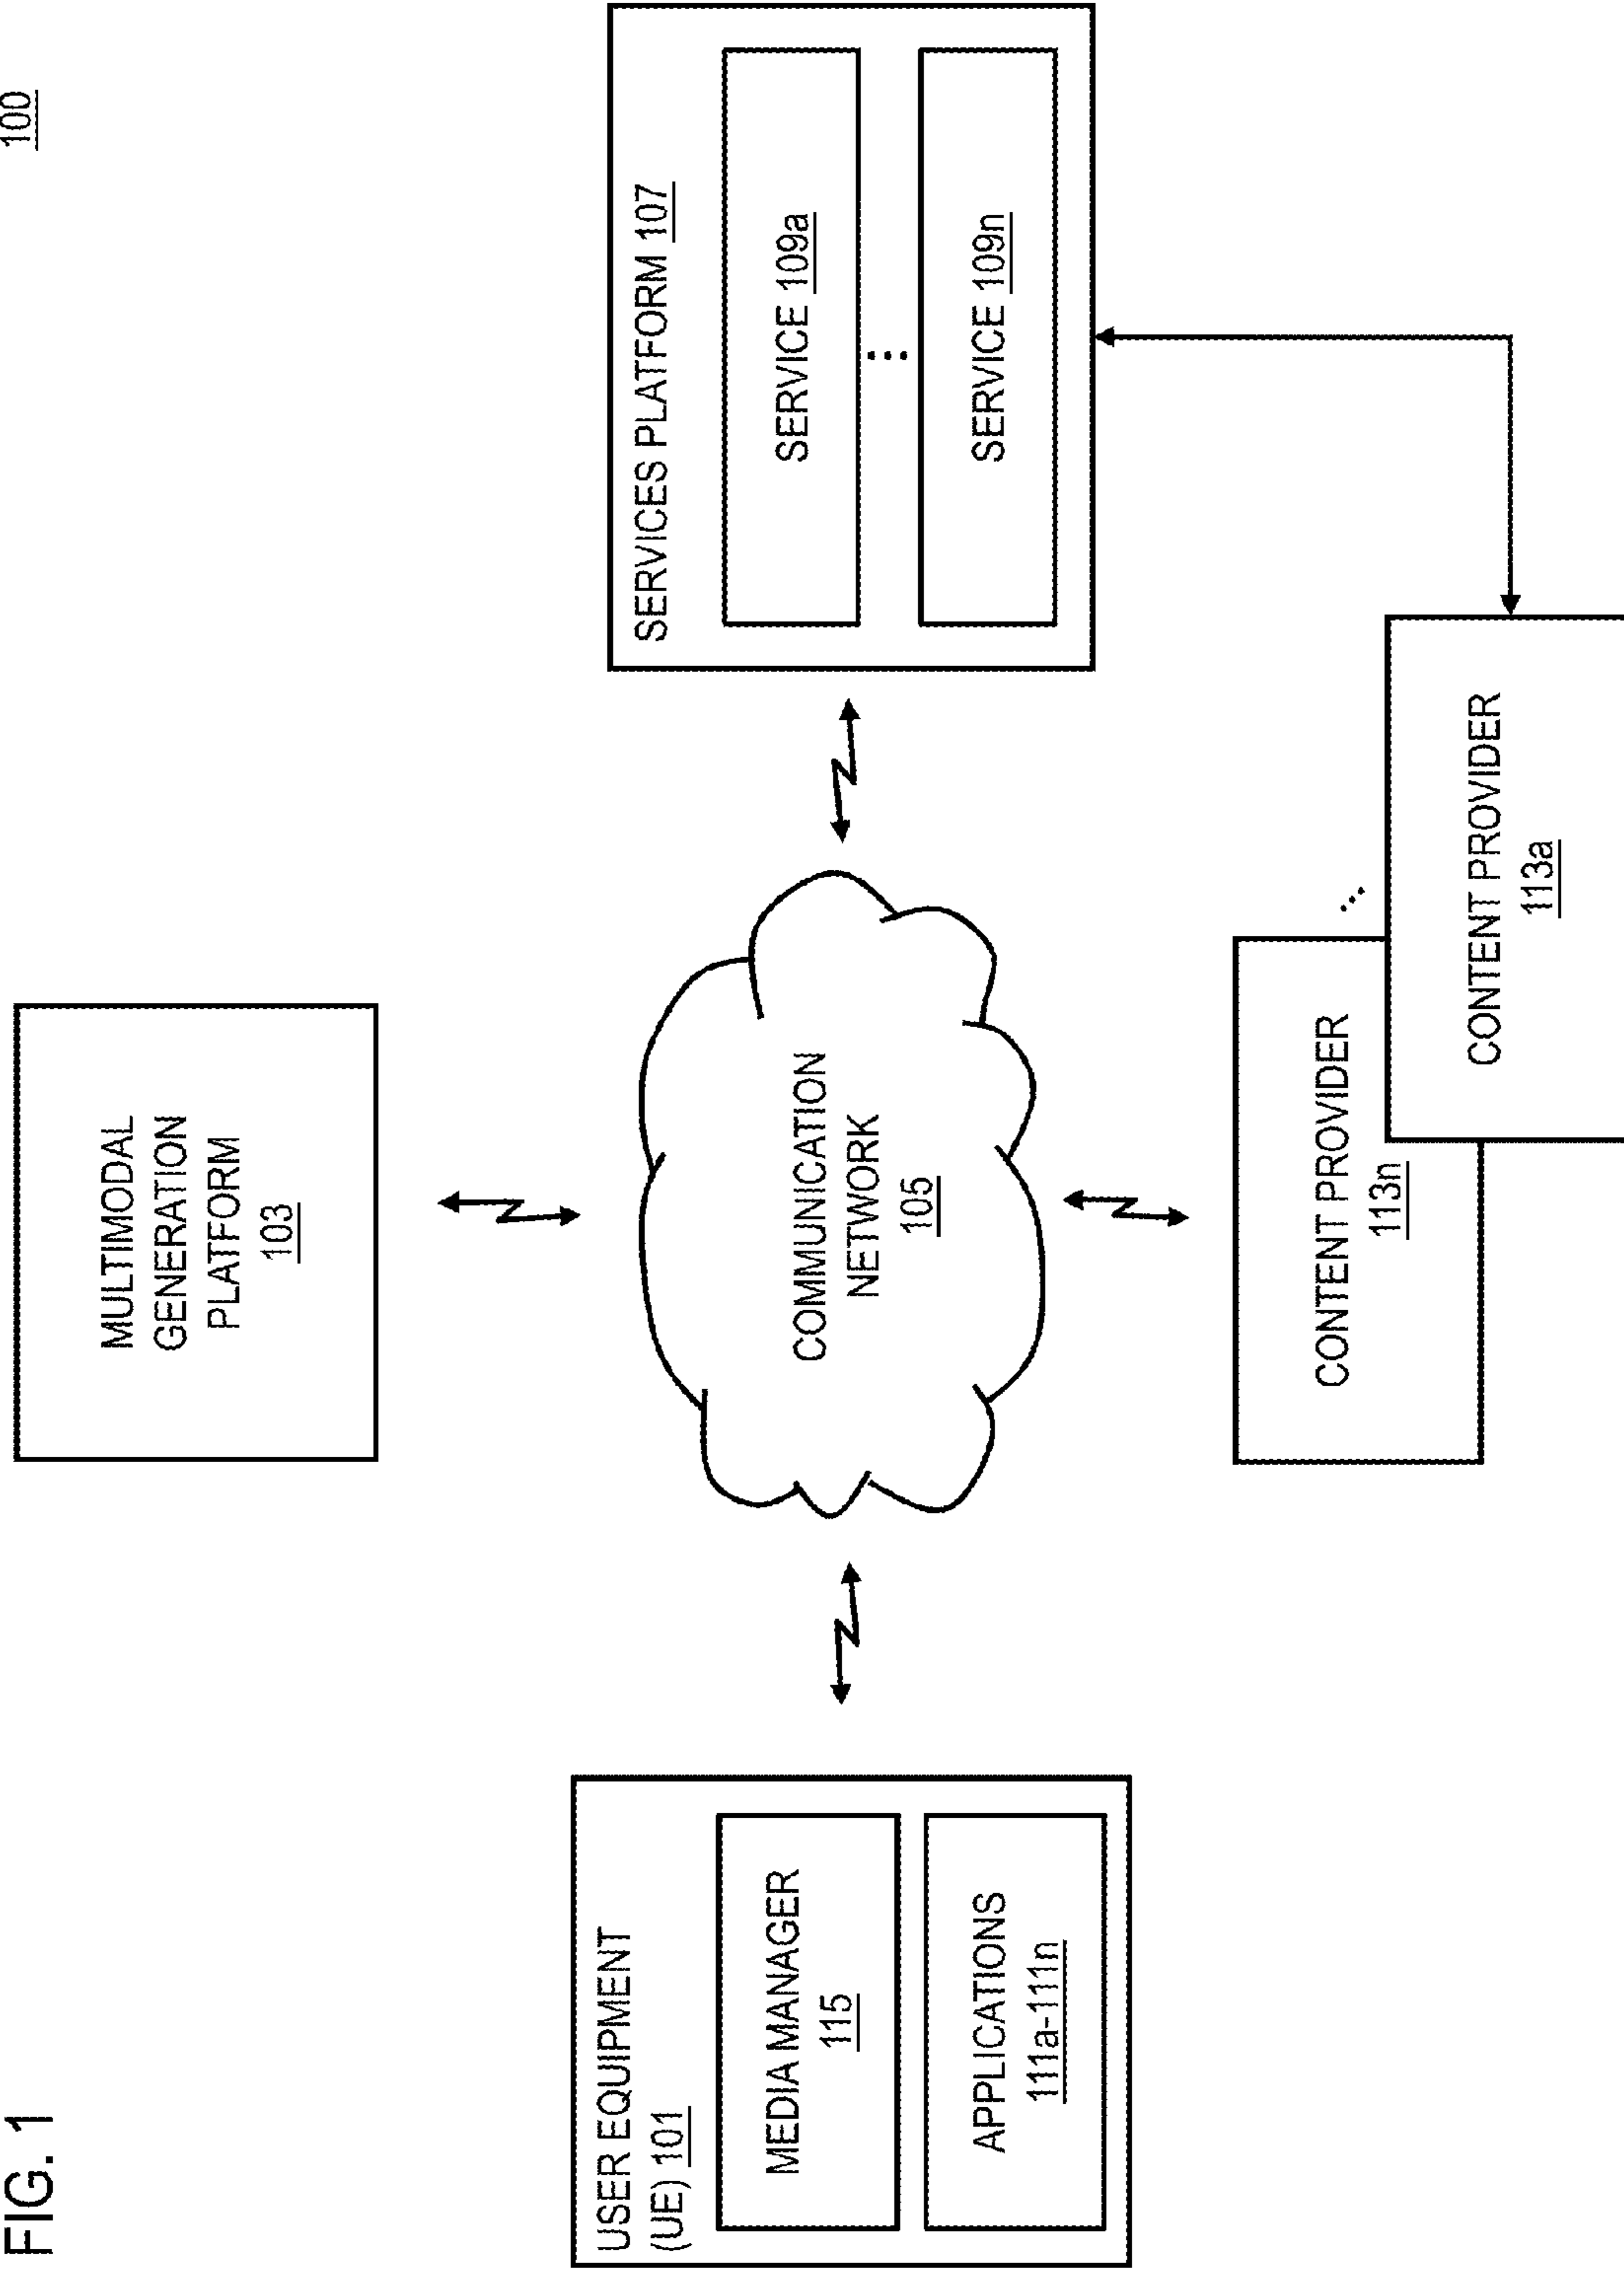 FIG. 1
100
MULTIMODAL
GENERATION
PLATFORM
103
USER EQUIPMENT
(UE) 101
MEDIA MANAGER
115
APPLICATIONS
111a-111n
COMMUNICATION
NETWORK
105
SERVICES PLATFORM 107
SERVICE 109a
...
SERVICE 109n
CONTENT PROVIDER
113n
...
CONTENT PROVIDER
113a